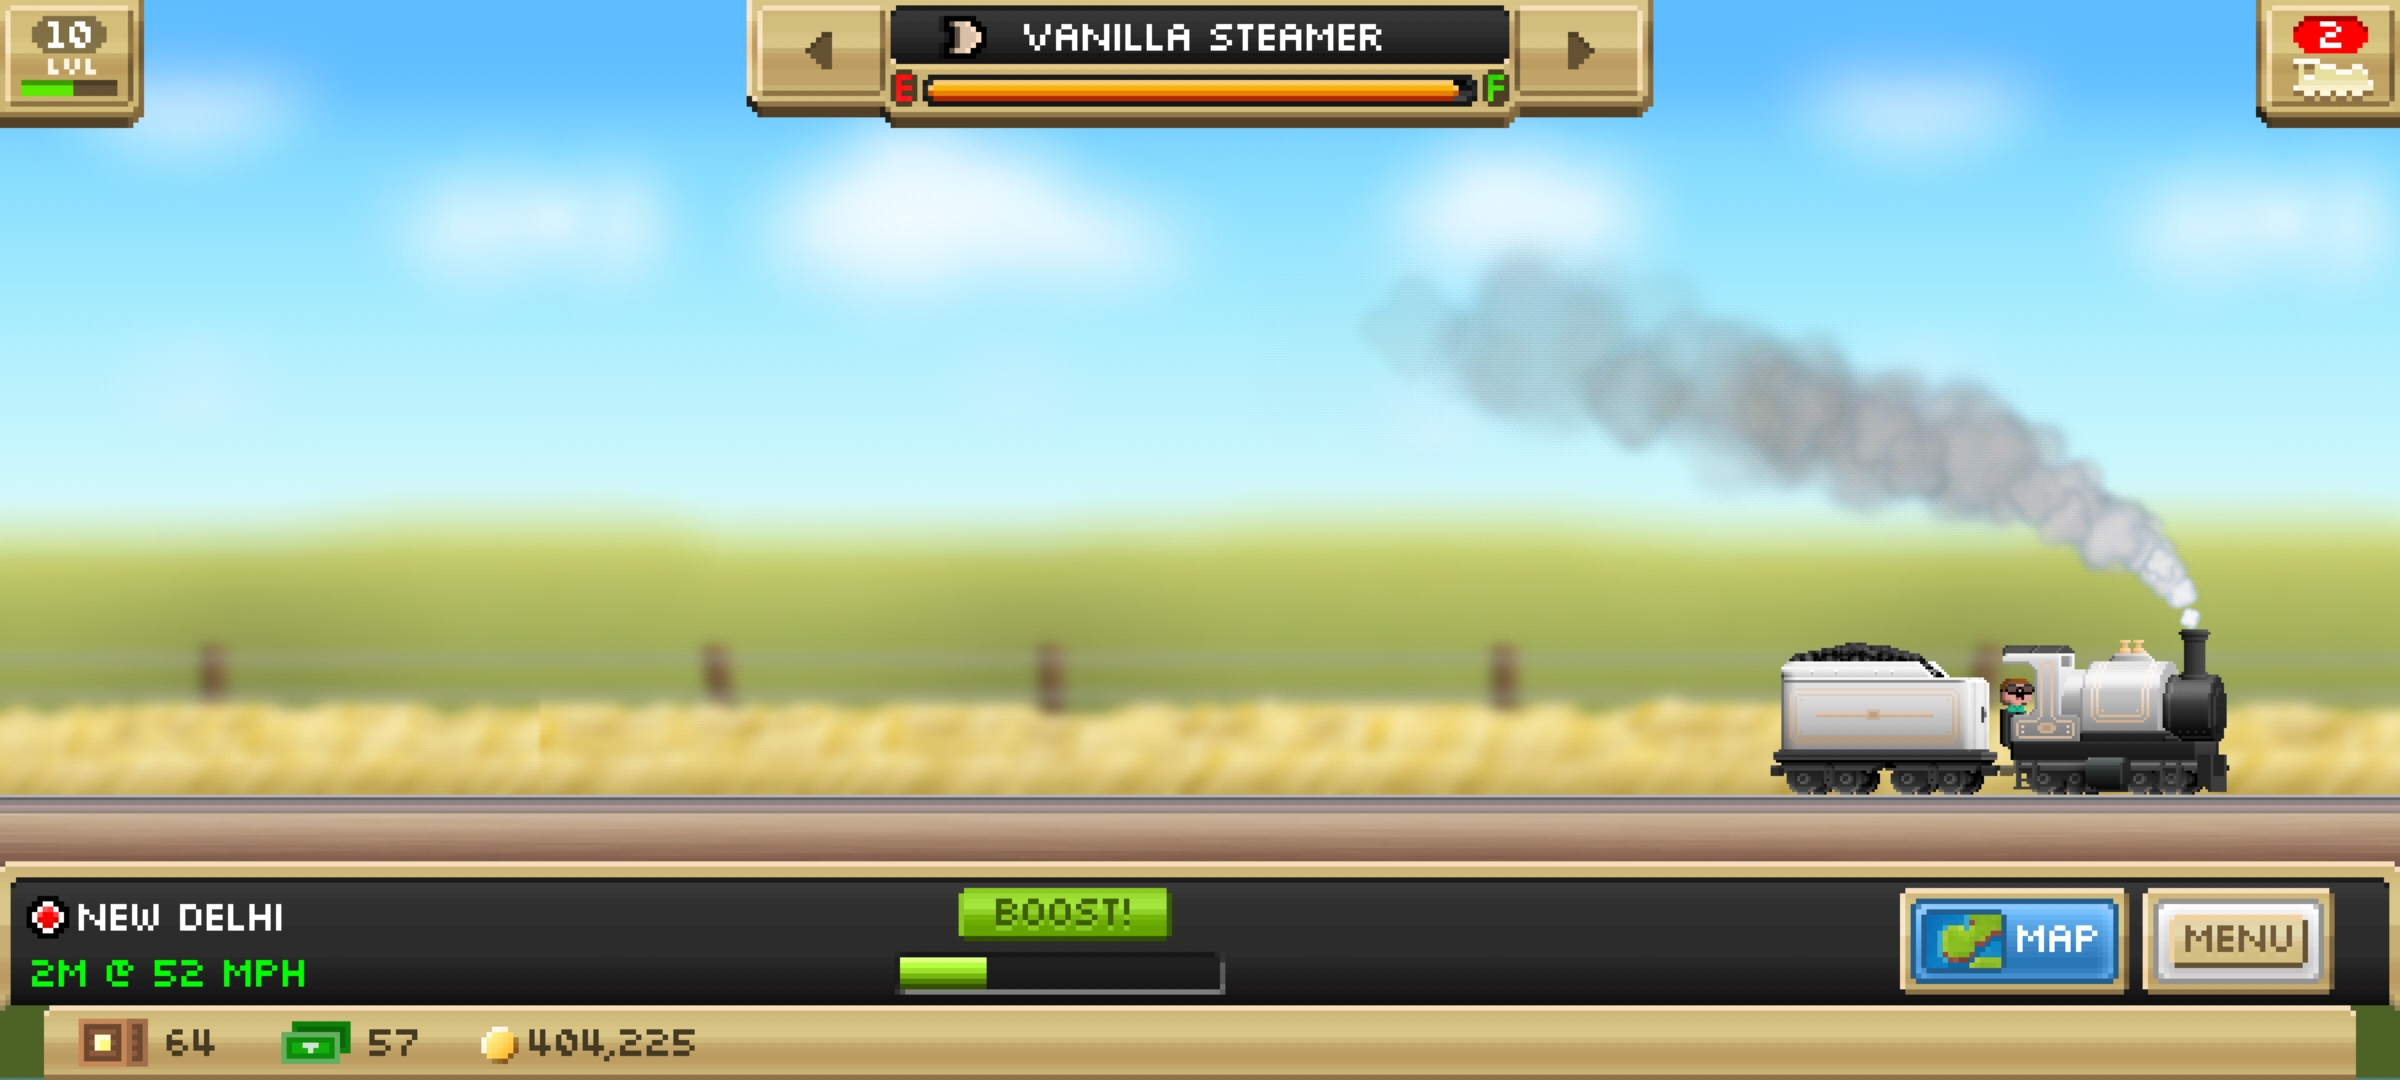 10
LVL
VANILLA STEAMER
E F
2
NEW DELHI
2M @ 52 MPH
BOOST!
MAP
MENU
64 57 404,225